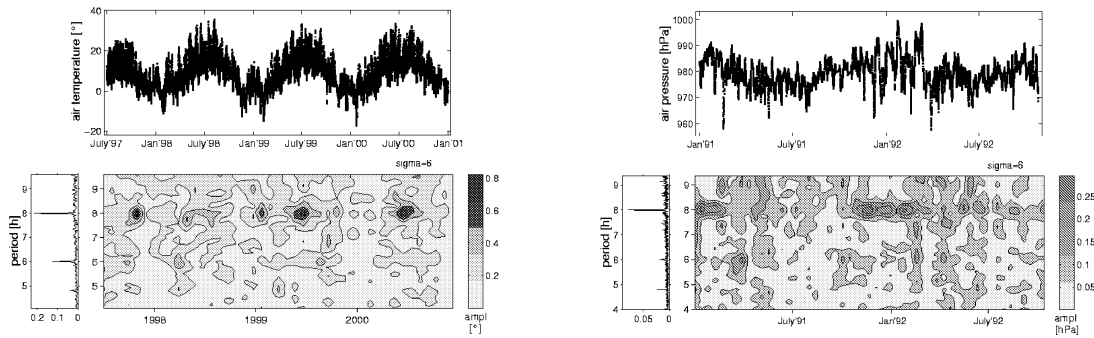 40
20
0
−20
air temperature [°]
July'97 Jan'98 July'98 Jan'99 July'99 Jan'00 July'00 Jan'01
sigma=6
9
8
7
6
5
period [h]
0.2 0.1 0
1998 1999 2000
0.8
0.6
0.4
0.2
ampl
[°]
1000
990
980
970
960
air pressure [hPa]
Jan'91 July'91 Jan'92 July'92
sigma=6
9
8
7
6
5
4
period [h]
0.05 0
July'91 Jan'92 July'92
0.25
0.20
0.15
0.10
0.05
ampl
[hPa]